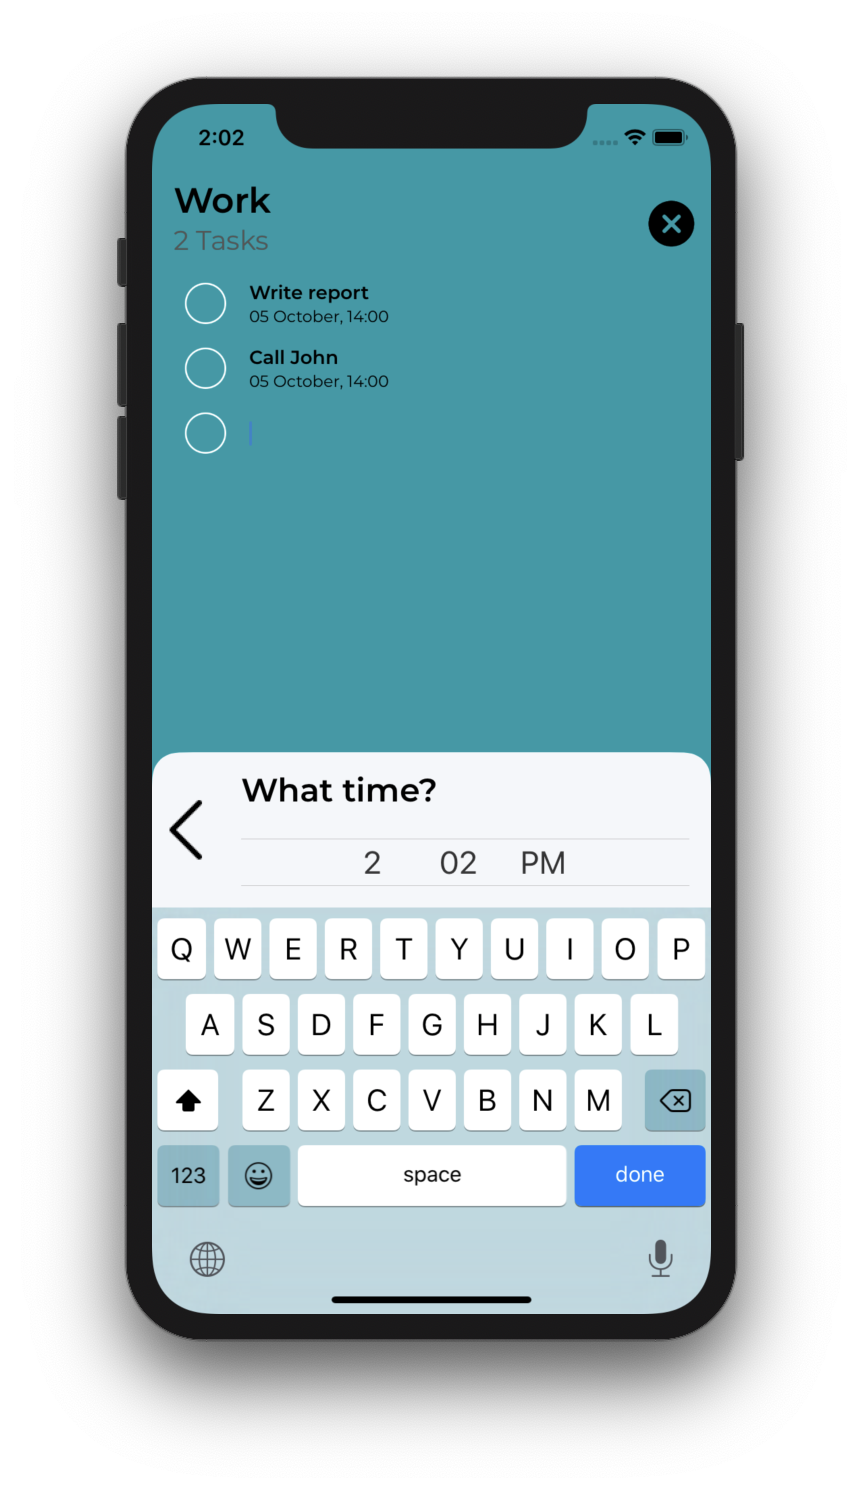 2:02
Work
2 Tasks
Write report
05 October, 14:00
Call John
05 October, 14:00
What time?
2 02 PM
Q W E R T Y U I O P
A S D F G H J K L
Z X C V B N M
123 space done